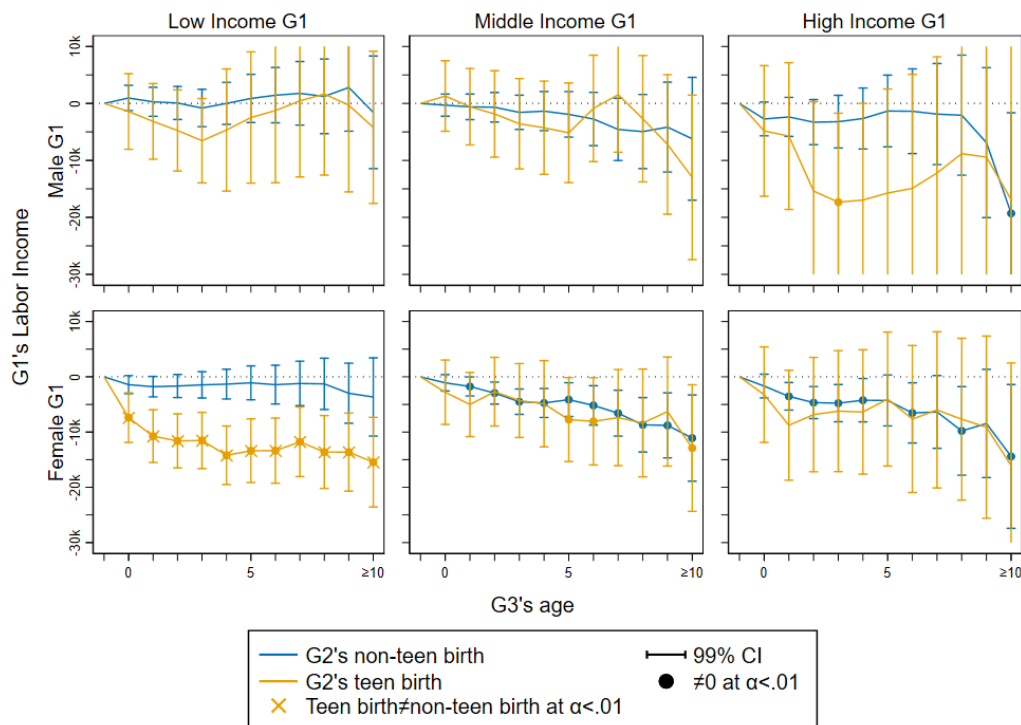 Low Income G1 Middle Income G1 High Income G1
G1's Labor Income
Male G1
10k
0
-10k
-20k
-30k
Female G1
10k
0
-10k
-20k
-30k
0 5 ≥10 0 5 ≥10 0 5 ≥10
G3's age
G2's non-teen birth 99% CI
G2's teen birth ≠0 at α<.01
Teen birth≠non-teen birth at α<.01